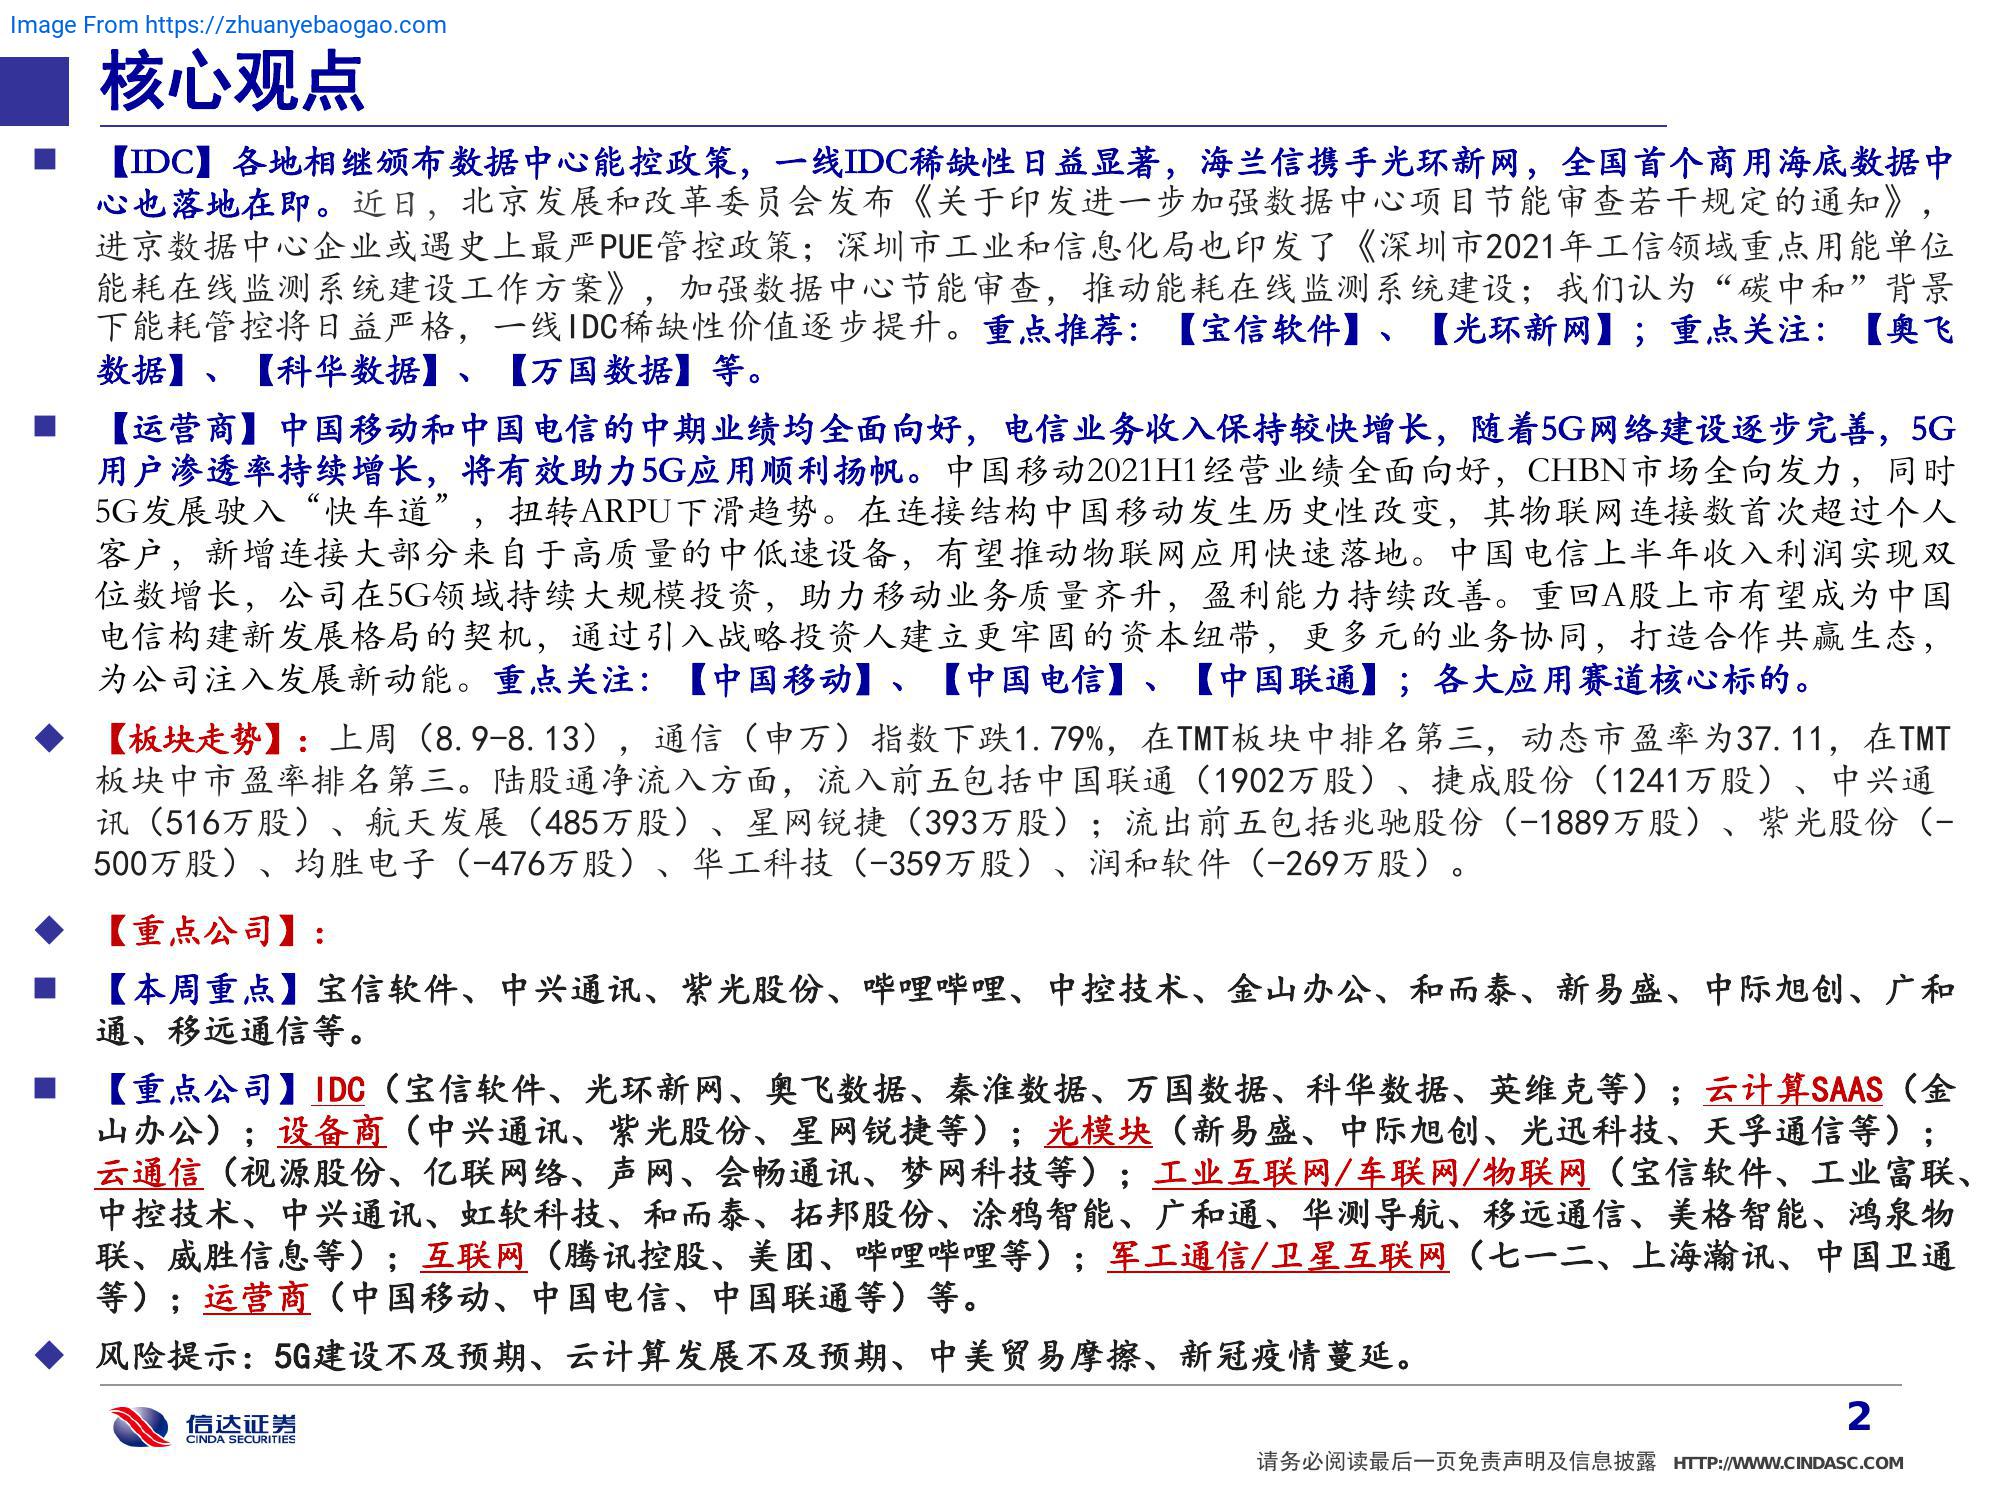 Image From https://zhuanyebaogao.com
核心观点
【IDC】各地相继颁布数据中心能控政策，一线IDC稀缺性日益显著，海兰信携手光环新网，全国首个商用海底数据中
心也落地在即。近日，北京发展和改革委员会发布《关于印发进一步加强数据中心项目节能审查若干规定的通知》，
进京数据中心企业或遇史上最严PUE管控政策；深圳市工业和信息化局也印发了《深圳市2021年工信领域重点用能单位
能耗在线监测系统建设工作方案》，加强数据中心节能审查，推动能耗在线监测系统建设；我们认为“碳中和”背景
下能耗管控将日益严格，一线IDC稀缺性价值逐步提升。重点推荐：【宝信软件】、【光环新网】；重点关注：【奥飞
数据】、【科华数据】、【万国数据】等。
【运营商】中国移动和中国电信的中期业绩均全面向好，电信业务收入保持较快增长，随着5G网络建设逐步完善，5G
用户渗透率持续增长，将有效助力5G应用顺利扬帆。中国移动2021H1经营业绩全面向好，CHBN市场全向发力，同时
5G发展驶入“快车道”，扭转ARPU下滑趋势。在连接结构中国移动发生历史性改变，其物联网连接数首次超过个人
客户，新增连接大部分来自于高质量的中低速设备，有望推动物联网应用快速落地。中国电信上半年收入利润实现双
位数增长，公司在5G领域持续大规模投资，助力移动业务质量齐升，盈利能力持续改善。重回A股上市有望成为中国
电信构建新发展格局的契机，通过引入战略投资人建立更牢固的资本纽带，更多元的业务协同，打造合作共赢生态，
为公司注入发展新动能。重点关注：【中国移动】、【中国电信】、【中国联通】；各大应用赛道核心标的。
【板块走势】：上周（8.9-8.13），通信（申万）指数下跌1.79%，在TMT板块中排名第三，动态市盈率为37.11，在TMT
板块中市盈率排名第三。陆股通净流入方面，流入前五包括中国联通（1902万股）、捷成股份（1241万股）、中兴通
讯（516万股）、航天发展（485万股）、星网锐捷（393万股）；流出前五包括兆驰股份（-1889万股）、紫光股份（-
500万股）、均胜电子（-476万股）、华工科技（-359万股）、润和软件（-269万股）。
【重点公司】：
【本周重点】宝信软件、中兴通讯、紫光股份、哔哩哔哩、中控技术、金山办公、和而泰、新易盛、中际旭创、广和
通、移远通信等。
【重点公司】IDC（宝信软件、光环新网、奥飞数据、秦淮数据、万国数据、科华数据、英维克等）；云计算SAAS（金
山办公）；设备商（中兴通讯、紫光股份、星网锐捷等）；光模块（新易盛、中际旭创、光迅科技、天孚通信等）；
云通信（视源股份、亿联网络、声网、会畅通讯、梦网科技等）；工业互联网/车联网/物联网（宝信软件、工业富联、
中控技术、中兴通讯、虹软科技、和而泰、拓邦股份、涂鸦智能、广和通、华测导航、移远通信、美格智能、鸿泉物
联、威胜信息等）；互联网（腾讯控股、美团、哔哩哔哩等）；军工通信/卫星互联网（七一二、上海瀚讯、中国卫通
等）；运营商（中国移动、中国电信、中国联通等）等。
风险提示：5G建设不及预期、云计算发展不及预期、中美贸易摩擦、新冠疫情蔓延。
信达证券
CINDA SECURITIES
2
请务必阅读最后一页免责声明及信息披露 HTTP://WWW.CINDASC.COM